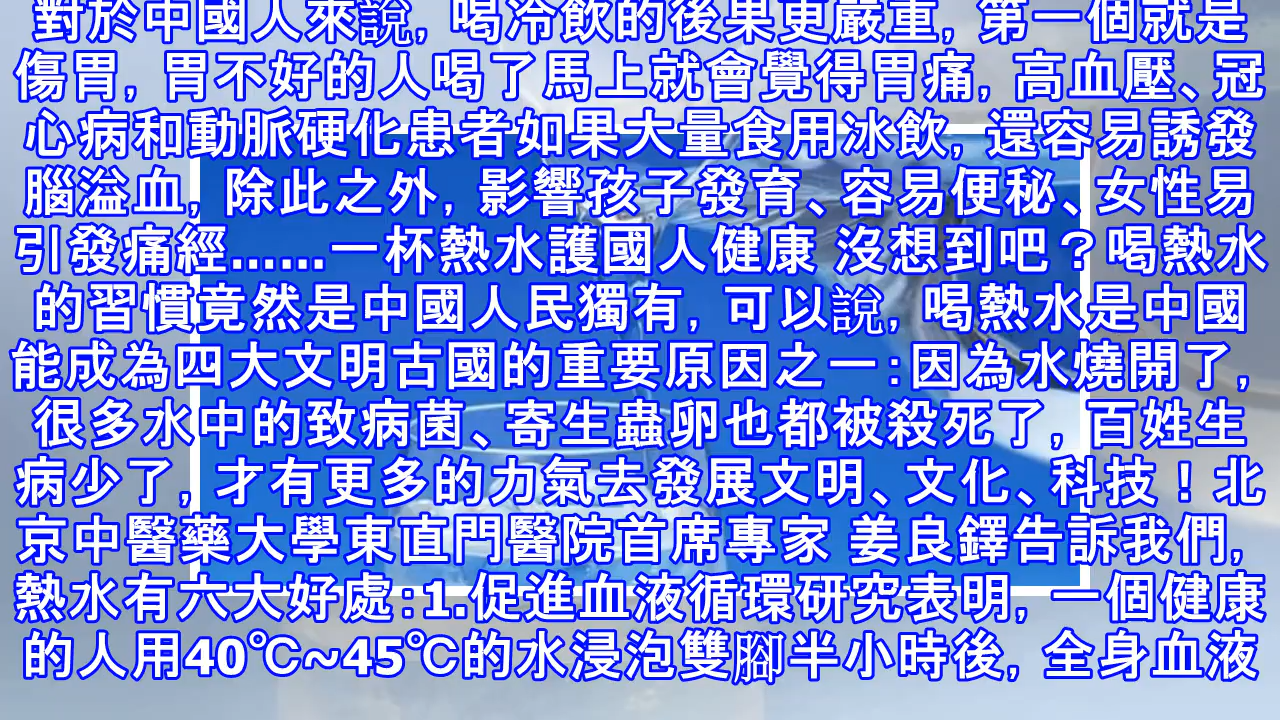 對於中國人來說, 喝冷飲的後果更嚴重, 第一個就是
傷胃, 胃不好的人喝了馬上就會覺得胃痛, 高血壓、冠
心病和動脈硬化患者如果大量食用冰飲, 還容易誘發
腦溢血, 除此之外, 影響孩子發育、容易便秘、女性易
引發痛經......一杯熱水護國人健康 沒想到吧？喝熱水
的習慣竟然是中國人民獨有, 可以說, 喝熱水是中國
能成為四大文明古國的重要原因之一:因為水燒開了,
很多水中的致病菌、寄生蟲卵也都被殺死了, 百姓生
病少了, 才有更多的力氣去發展文明、文化、科技！北
京中醫藥大學東直門醫院首席專家 姜良鐸告訴我們,
熱水有六大好處:1.促進血液循環研究表明, 一個健康
的人用40℃~45℃的水浸泡雙腳半小時後, 全身血液